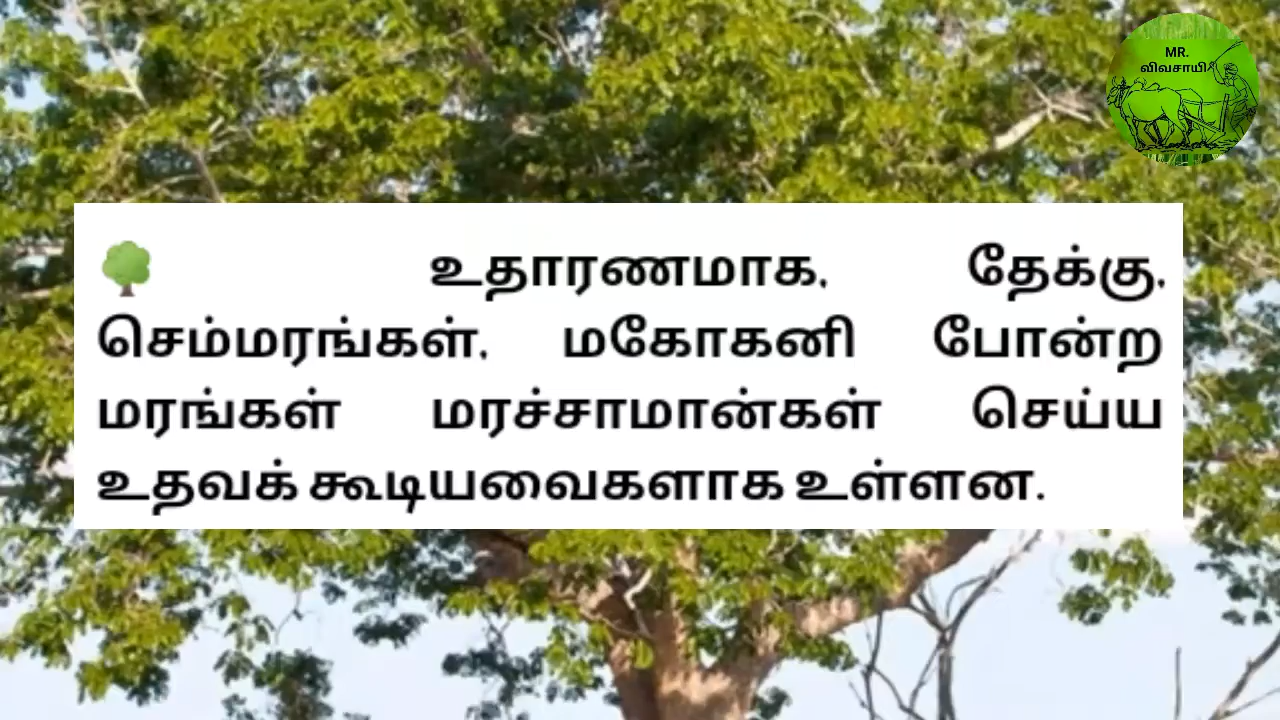 MR.
விவசாயி
🌳 உதாரணமாக, தேக்கு,
செம்மரங்கள், மகோகனி போன்ற
மரங்கள் மரச்சாமான்கள் செய்ய
உதவக் கூடியவைகளாக உள்ளன.